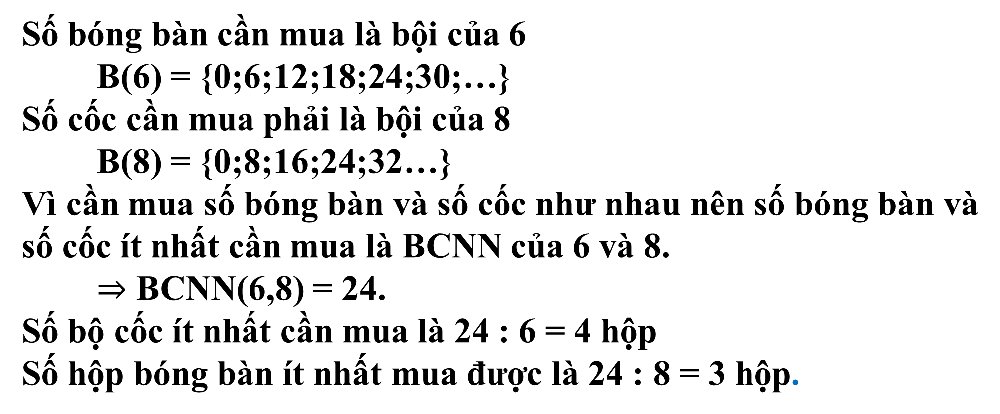 Số bóng bàn cần mua là bội của 6
B(6) = {0;6;12;18;24;30;…}
Số cốc cần mua phải là bội của 8
B(8) = {0;8;16;24;32…}
Vì cần mua số bóng bàn và số cốc như nhau nên số bóng bàn và
số cốc ít nhất cần mua là BCNN của 6 và 8.
⇒ BCNN(6,8) = 24.
Số bộ cốc ít nhất cần mua là 24 : 6 = 4 hộp
Số hộp bóng bàn ít nhất mua được là 24 : 8 = 3 hộp.